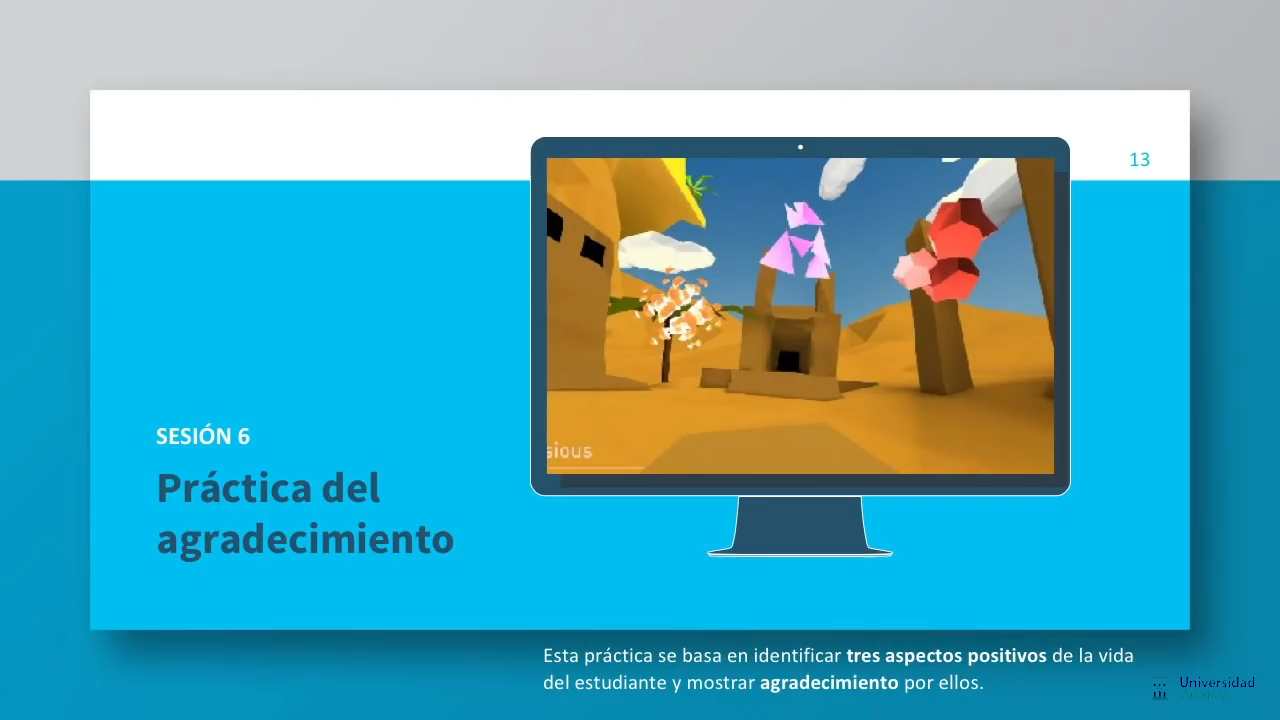 13
sious
SESIÓN 6
Práctica del
agradecimiento
Esta práctica se basa en identificar tres aspectos positivos de la vida
del estudiante y mostrar agradecimiento por ellos.
Universidad